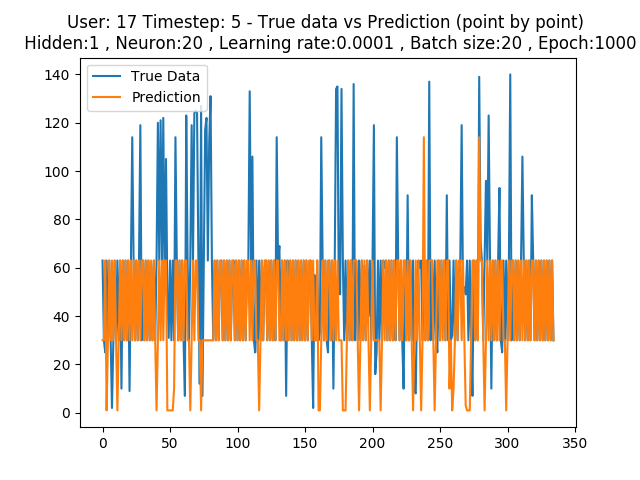 User: 17 Timestep: 5 - True data vs Prediction (point by point)
Hidden:1 , Neuron:20 , Learning rate:0.0001 , Batch size:20 , Epoch:1000
True Data
Prediction
140
120
100
80
60
40
20
0
0 50 100 150 200 250 300 350